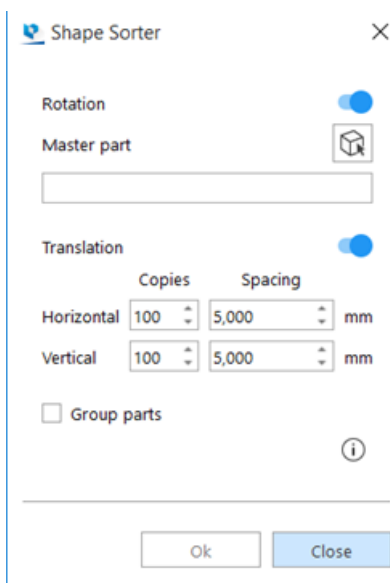 Shape Sorter
Rotation
Master part
Translation
Copies Spacing
Horizontal 100 5,000 mm
Vertical 100 5,000 mm
Group parts
Ok Close